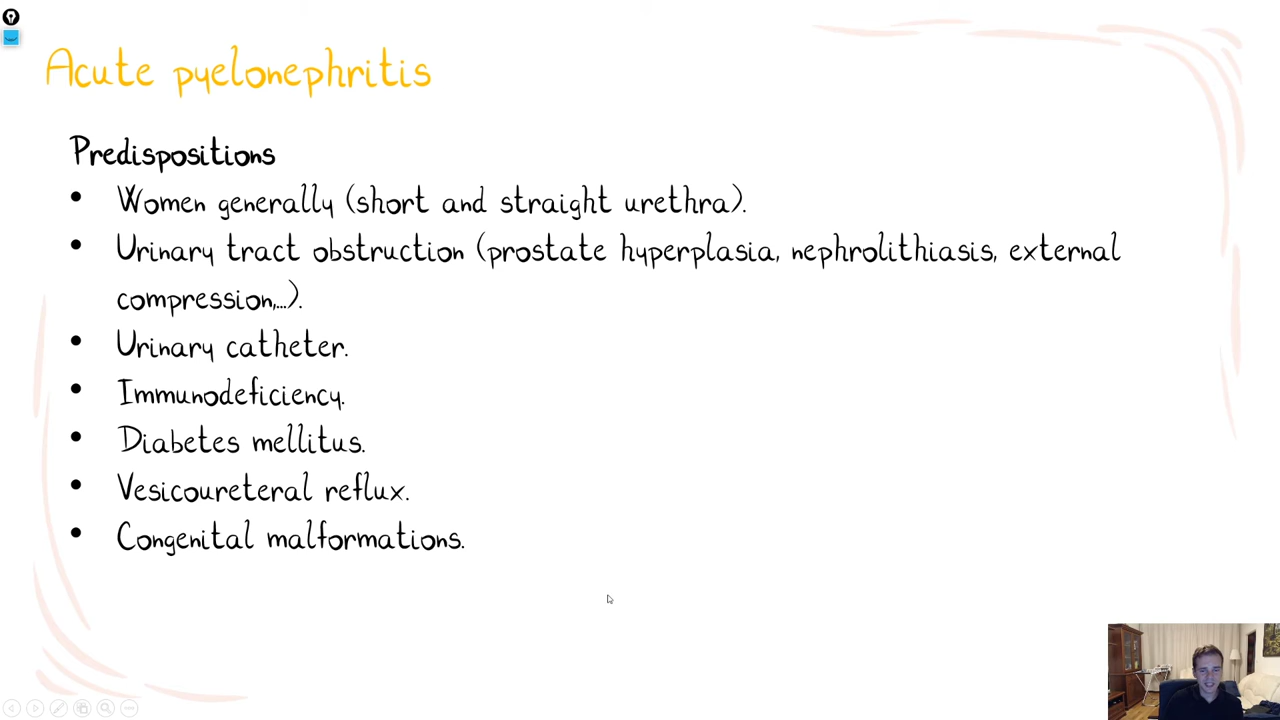 Acute pyelonephritis
Predispositions
• Women generally (short and straight urethra).
• Urinary tract obstruction (prostate hyperplasia, nephrolithiasis, external
compression,...).
• Urinary catheter.
• Immunodeficiency.
• Diabetes mellitus.
• Vesicoureteral reflux.
• Congenital malformations.